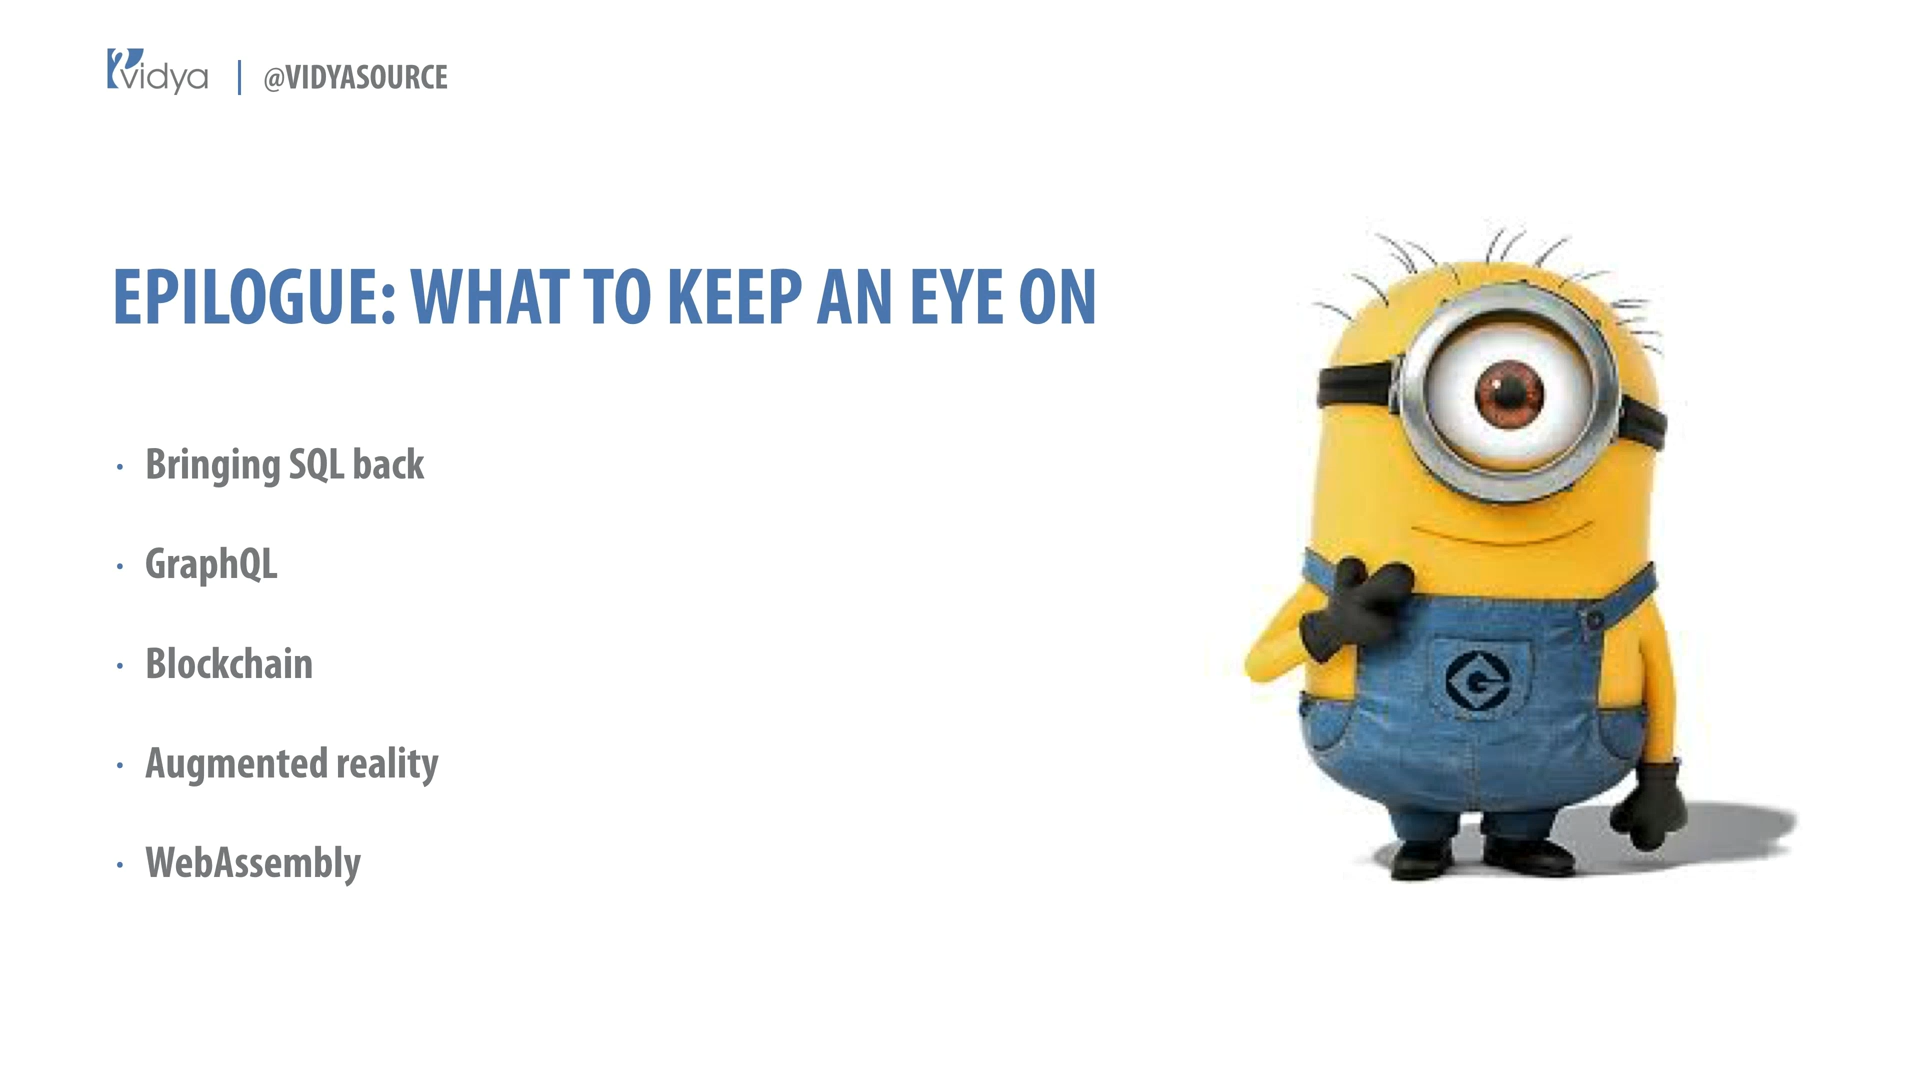 vidya | @VIDYASOURCE
EPILOGUE: WHAT TO KEEP AN EYE ON
· Bringing SQL back
· GraphQL
· Blockchain
· Augmented reality
· WebAssembly
G